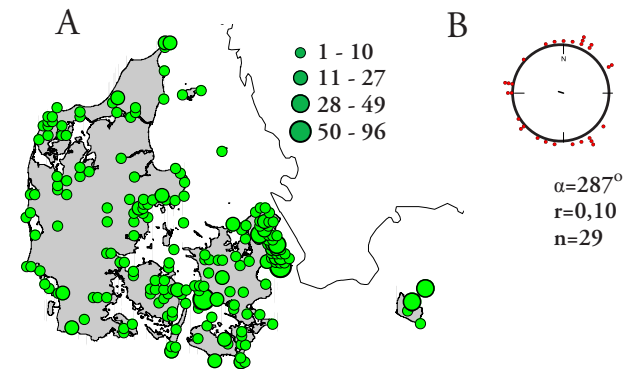 A
1 - 10
11 - 27
28 - 49
50 - 96
B
N
α=287°
r=0,10
n=29